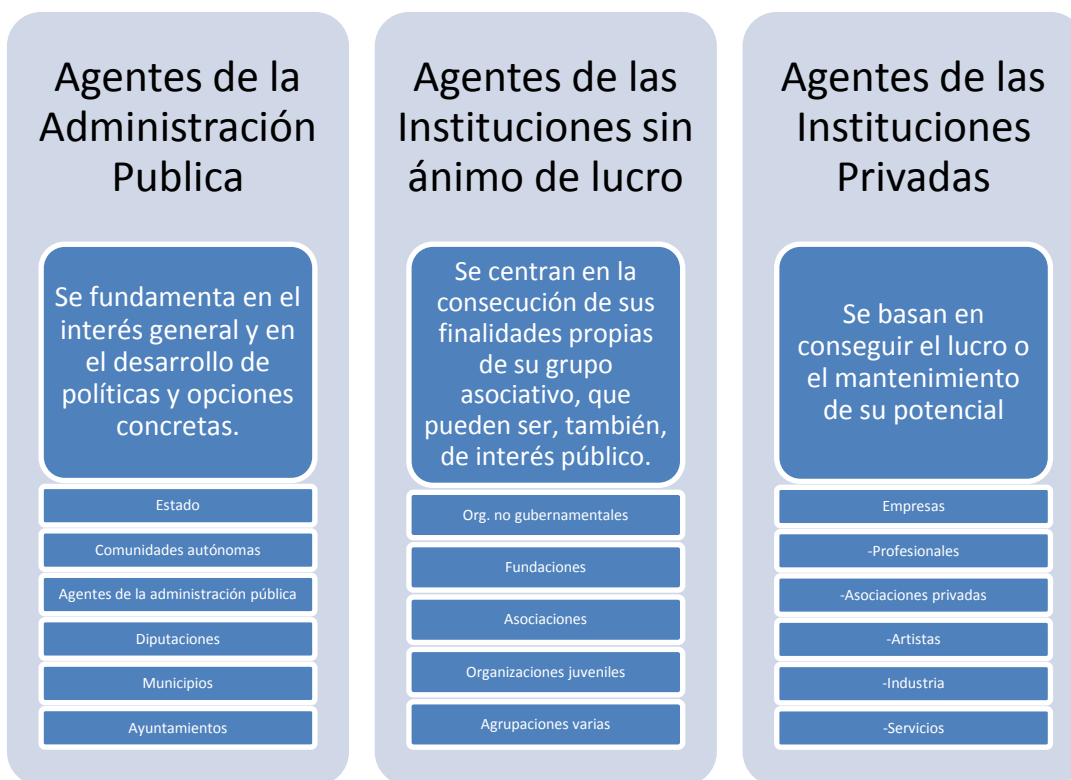 Agentes de la
Administración
Publica
Se fundamenta en el
interés general y en
el desarrollo de
políticas y opciones
concretas.
Estado
Comunidades autónomas
Agentes de la administración pública
Diputaciones
Municipios
Ayuntamientos
Agentes de las
Instituciones sin
ánimo de lucro
Se centran en la
consecución de sus
finalidades propias
de su grupo
asociativo, que
pueden ser, también,
de interés público.
Org. no gubernamentales
Fundaciones
Asociaciones
Organizaciones juveniles
Agrupaciones varias
Agentes de las
Instituciones
Privadas
Se basan en
conseguir el lucro o
el mantenimiento
de su potencial
Empresas
-Profesionales
-Asociaciones privadas
-Artistas
-Industria
-Servicios